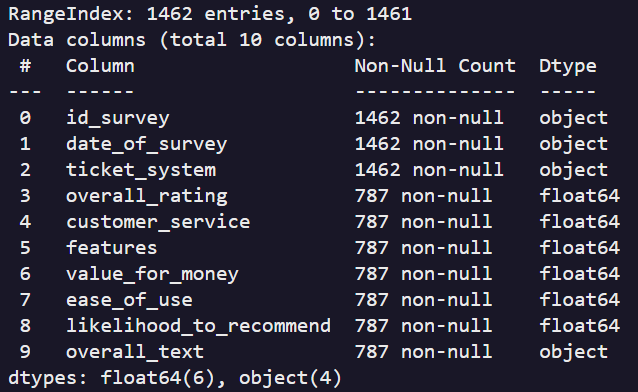 RangeIndex: 1462 entries, 0 to 1461
Data columns (total 10 columns):
 #   Column                  Non-Null Count  Dtype
---  ------                  --------------  -----
 0   id_survey               1462 non-null   object
 1   date_of_survey          1462 non-null   object
 2   ticket_system           1462 non-null   object
 3   overall_rating          787 non-null    float64
 4   customer_service        787 non-null    float64
 5   features                787 non-null    float64
 6   value_for_money         787 non-null    float64
 7   ease_of_use             787 non-null    float64
 8   likelihood_to_recommend 787 non-null    float64
 9   overall_text            787 non-null    object
dtypes: float64(6), object(4)